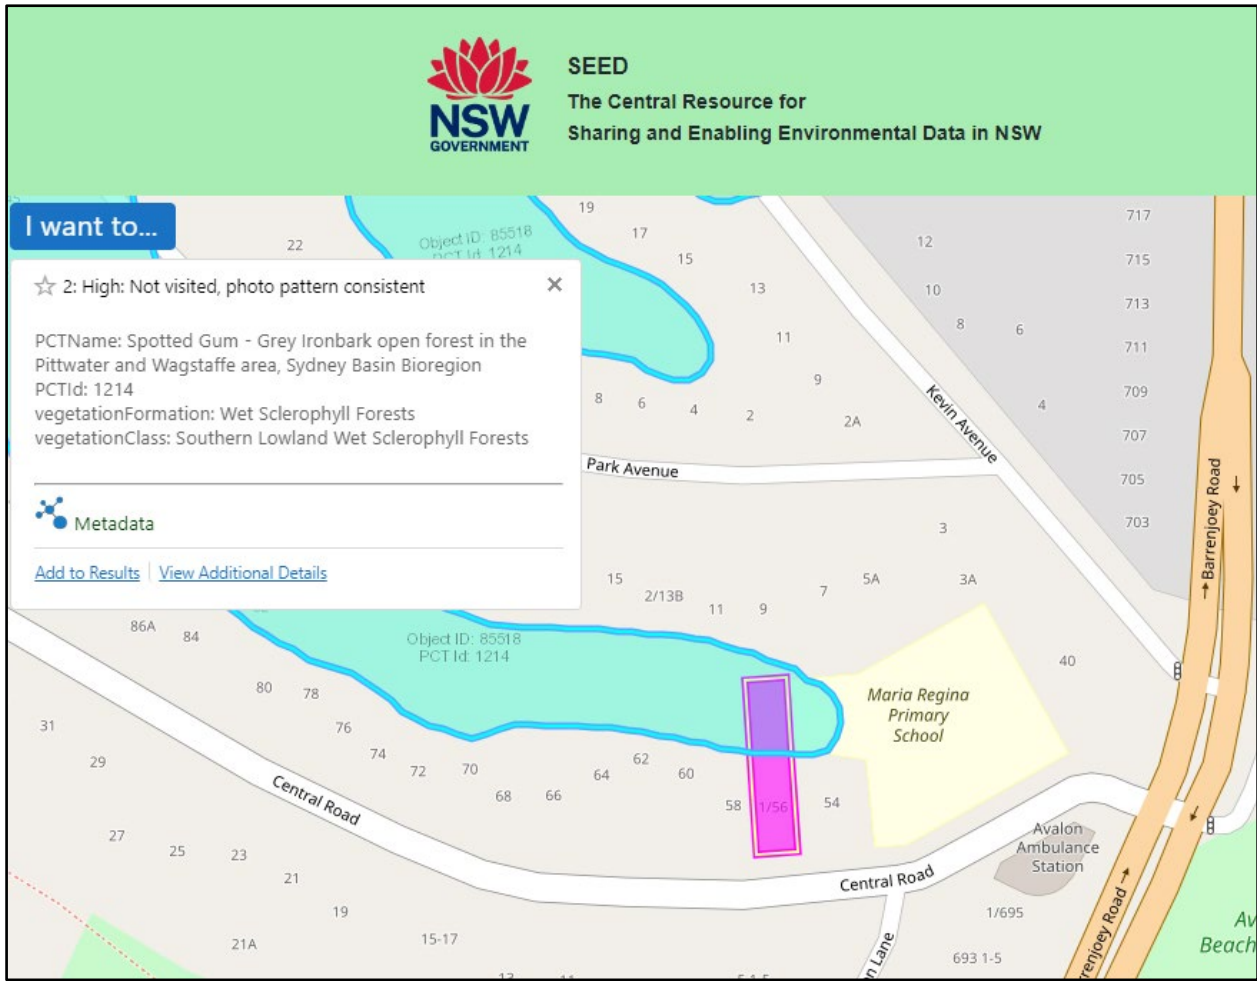 SEED
The Central Resource for
Sharing and Enabling Environmental Data in NSW
NSW
GOVERNMENT
I want to...
2: High: Not visited, photo pattern consistent
PCTName: Spotted Gum - Grey Ironbark open forest in the
Pittwater and Wagstaffe area, Sydney Basin Bioregion
PCTId: 1214
vegetationFormation: Wet Sclerophyll Forests
vegetationClass: Southern Lowland Wet Sclerophyll Forests
Metadata
Add to Results
View Additional Details
Object ID: 85518
PCT Id: 1214
22
19
17
15
13
11
9
2A
8
6
4
2
12
10
8
6
4
717
715
713
711
709
707
705
703
Kevin Avenue
Park Avenue
Barrenjoey Road
3
15
2/13B
11
9
7
5A
3A
40
86A
84
Object ID: 85518
PCT Id: 1214
80
78
76
74
72
70
68
66
64
62
60
58
1/56
54
Maria Regina
Primary
School
31
29
27
25
23
21
19
21A
15-17
Central Road
Central Road
Avalon
Ambulance
Station
1/695
693 1-5
Av
Beach